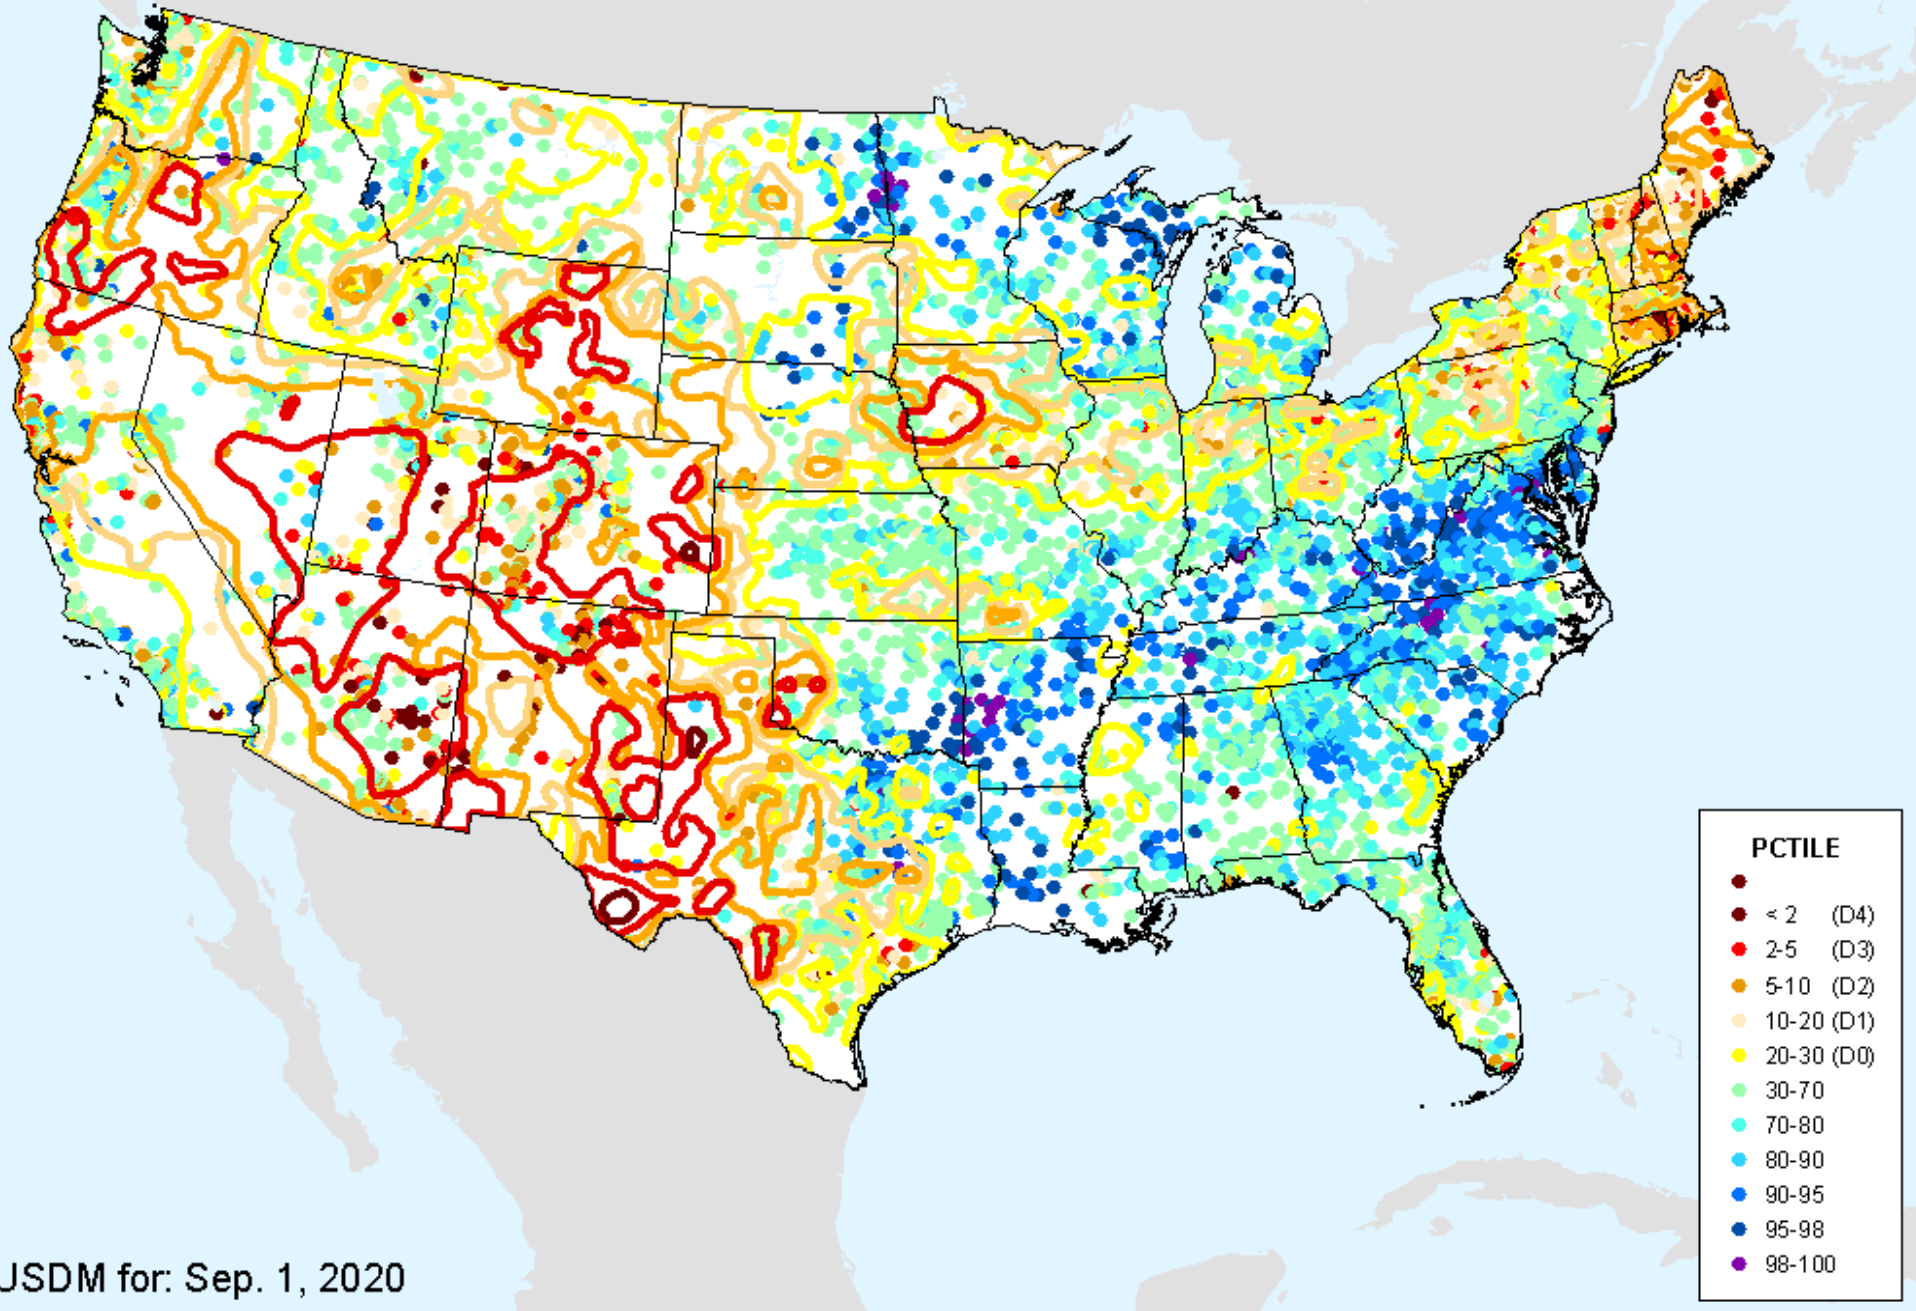 PCTILE
< 2 (D4)
2-5 (D3)
5-10 (D2)
10-20 (D1)
20-30 (D0)
30-70
70-80
80-90
90-95
95-98
98-100
USDM for: Sep. 1, 2020